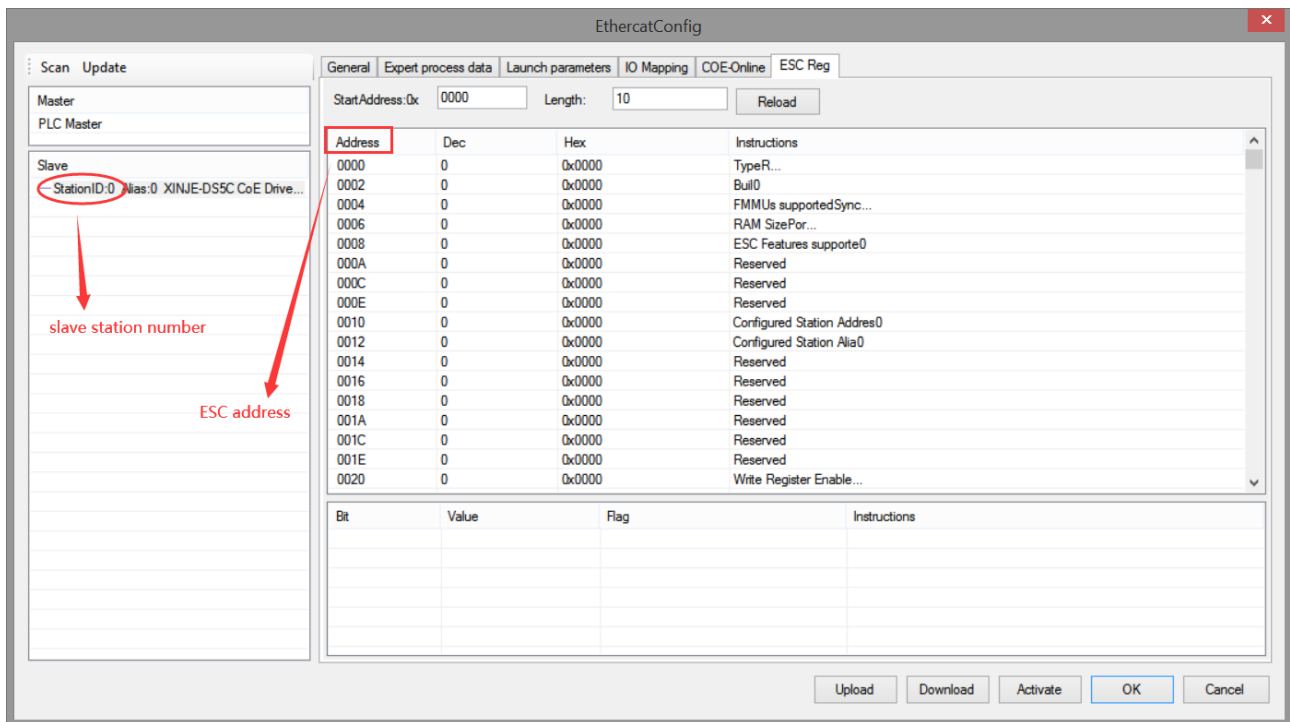 EthercatConfig
Scan Update
Master
PLC Master
Slave
StationID:0 Alias:0 XINJE-DS5C CoE Drive...
slave station number
ESC address
General Expert process data Launch parameters IO Mapping COE-Online ESC Reg
StartAddress:0x 0000 Length: 10 Reload
Address Dec Hex Instructions
0000 0 0x0000 TypeR...
0002 0 0x0000 Buil0
0004 0 0x0000 FMMUs supportedSync...
0006 0 0x0000 RAM SizePor...
0008 0 0x0000 ESC Features supporte0
000A 0 0x0000 Reserved
000C 0 0x0000 Reserved
000E 0 0x0000 Reserved
0010 0 0x0000 Configured Station Addres0
0012 0 0x0000 Configured Station Alia0
0014 0 0x0000 Reserved
0016 0 0x0000 Reserved
0018 0 0x0000 Reserved
001A 0 0x0000 Reserved
001C 0 0x0000 Reserved
001E 0 0x0000 Reserved
0020 0 0x0000 Write Register Enable...
Bit Value Flag Instructions
Upload Download Activate OK Cancel